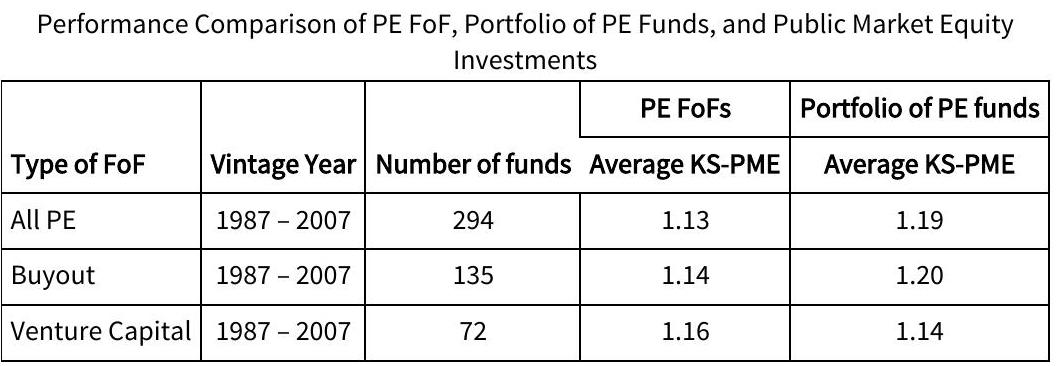 Performance Comparison of PE FoF, Portfolio of PE Funds, and Public Market Equity
Investments
PE FoFs Portfolio of PE funds
Type of FoF Vintage Year Number of funds Average KS-PME Average KS-PME
All PE 1987 – 2007 294 1.13 1.19
Buyout 1987 – 2007 135 1.14 1.20
Venture Capital 1987 – 2007 72 1.16 1.14